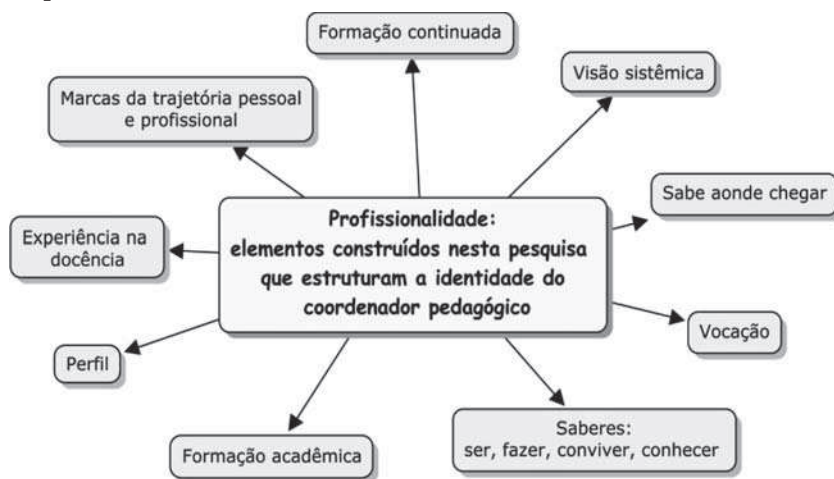 Formação continuada
Visão sistêmica
Marcas da trajetória pessoal
e profissional
Sabe aonde chegar
Profissionalidade:
elementos construídos nesta pesquisa
que estruturam a identidade do
coordenador pedagógico
Experiência na
docência
Vocação
Perfil
Saberes:
ser, fazer, conviver, conhecer
Formação acadêmica